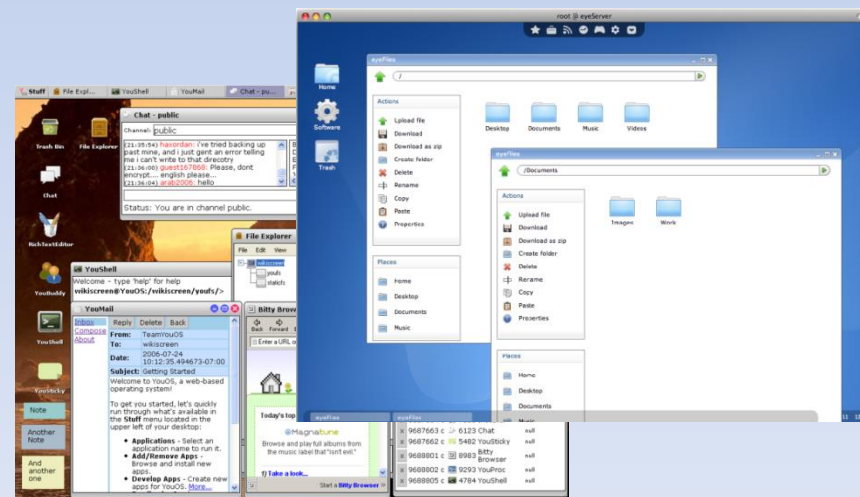 root @ eyeServer
eyeFiles
/
Home
Software
Trash
Actions
Upload file
Download
Download as zip
Create folder
Delete
Rename
Copy
Paste
Properties
Places
Home
Desktop
Documents
Music
Desktop
Documents
Music
Videos
eyeFiles
/Documents
Actions
Upload file
Download
Download as zip
Create folder
Delete
Rename
Copy
Paste
Properties
Places
Home
Desktop
Documents
Images
Work
eyeFiles
eyeFiles
Stuff
File Expl...
YouShell
YouMail
Chat - pu...
Trash Bin
File Explorer
Chat
RichTextEditor
YouBuddy
YouShell
YouSticky
Note
Another
Note
And
another
one
Chat - public
Channel: public
(21:35:54) haxordan: i've tried backing up
past mine, and i just gent an error telling
me i can't write to that direcotry
(21:36:00) guest167868: Please, dont
encrypt.... english please...
(21:36:04) arab2006: hello
Status: You are in channel public.
File Explorer
File Edit View
wikiscreen
youfs
staticfs
YouShell
Welcome - type 'help' for help
wikiscreen@YouOS:/wikiscreen/youfs/>
YouMail
Inbox
Compose
About
Reply Delete Back
From: TeamYouOS
To: wikiscreen
Date: 2006-07-24
10:12:35.494673-07:00
Subject: Getting Started
Welcome to YouOS, a web-based
operating system!
To get you started, let's quickly
run through what's available in
the Stuff menu located in the
upper left of your desktop:
Applications - Select an
application name to run it.
Add/Remove Apps -
Browse and install new
apps.
Develop Apps - Create new
apps for YouOS. More...
Bitty Brow
Back Forward
Enter a URL o
Today's top
@Magnatune
Browse and play full albums from
the music label that "isn't evil."
Take a look...
Start a Bitty Browser »
9687663 c 6123 Chat null
9687662 c 5482 YouSticky null
9688801 c 8983 Bitty
Browser null
9688802 c 9293 YouProc null
9688805 c 4784 YouShell null